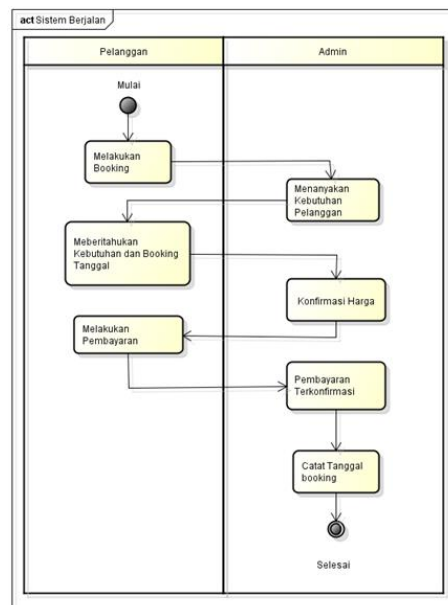 act Sistem Berjalan
Pelanggan
Admin
Mulai
Melakukan
Booking
Menanyakan
Kebutuhan
Pelanggan
Meberitahukan
Kebutuhan dan Booking
Tanggal
Konfirmasi Harga
Melakukan
Pembayaran
Pembayaran
Terkonfirmasi
Catat Tanggal
booking
Selesai